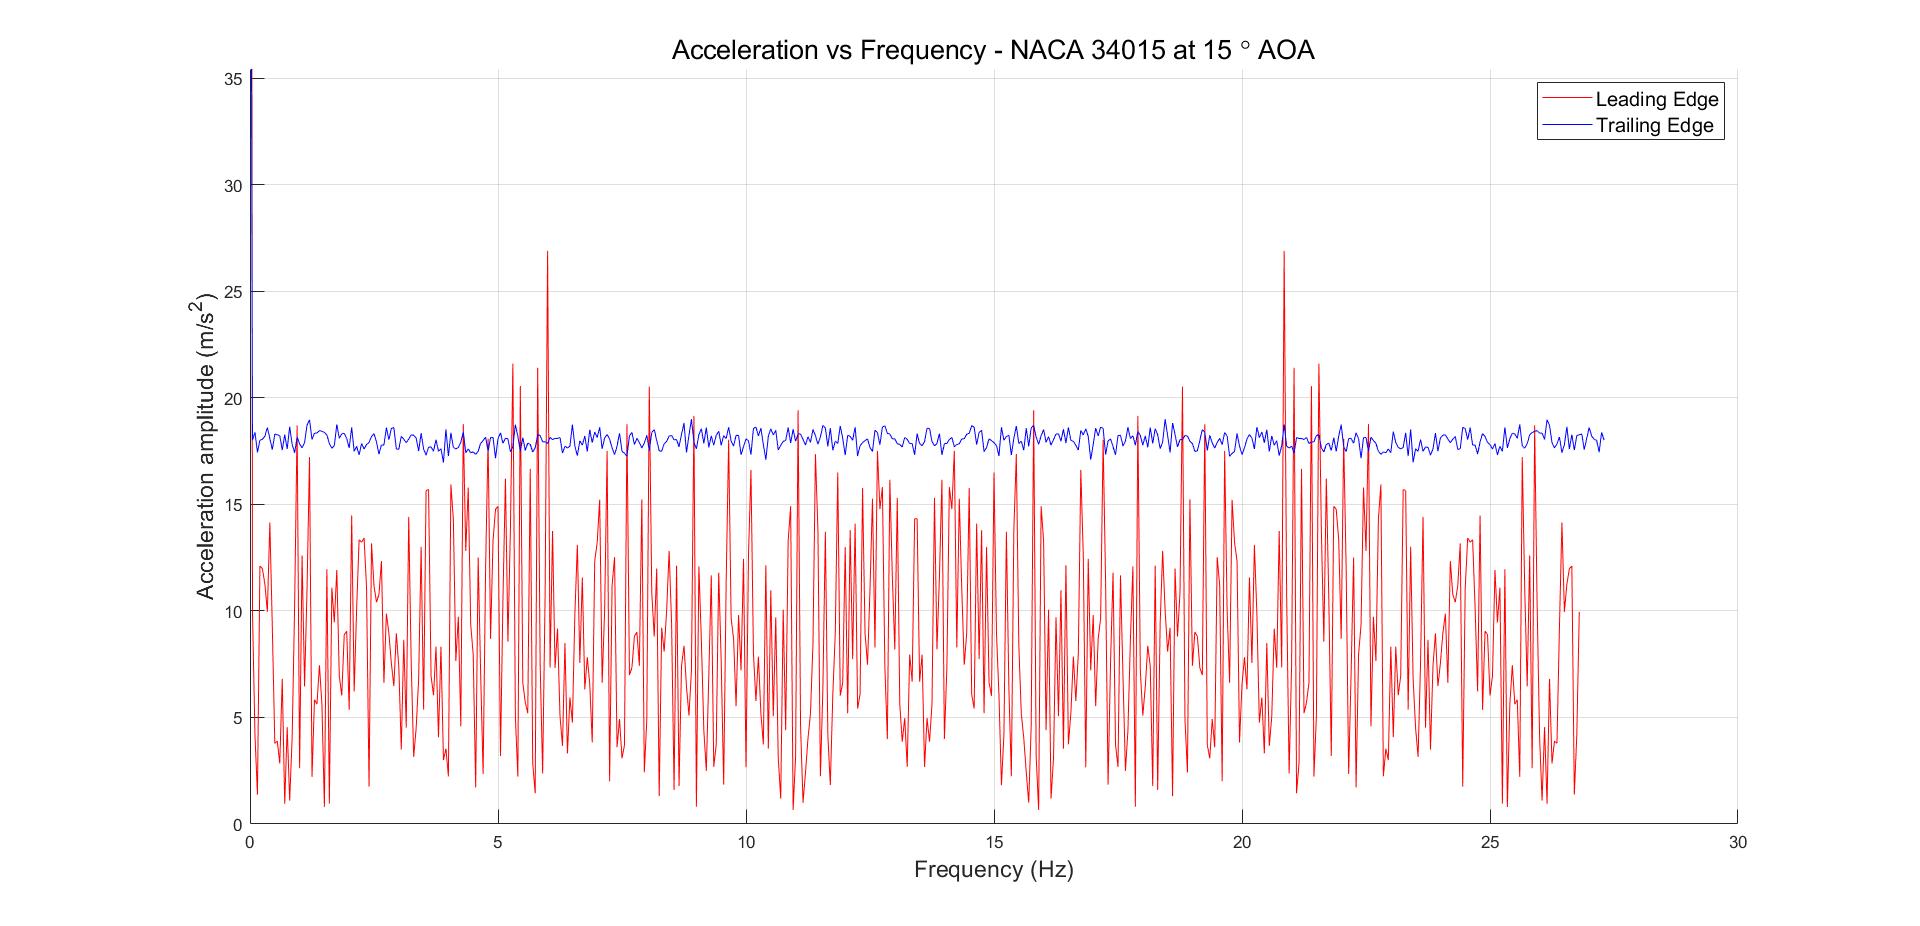 Acceleration vs Frequency - NACA 34015 at 15 ° AOA
Leading Edge
Trailing Edge
Acceleration amplitude (m/s²)
35
30
25
20
15
10
5
0
0 5 10 15 20 25 30
Frequency (Hz)